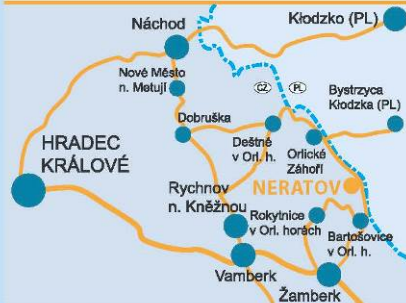 Náchod
Kłodzko (PL)
Nové Město
n. Metují
CZ
PL
Bystrzyca
Kłodzka (PL)
Dobruška
Deštné
v Orl. h.
Orlické
Záhoří
HRADEC
KRÁLOVÉ
NERATOV
Rychnov
n. Kněžnou
Rokytnice
v Orl. horách
Bartošovice
v Orl. h.
Vamberk
Žamberk